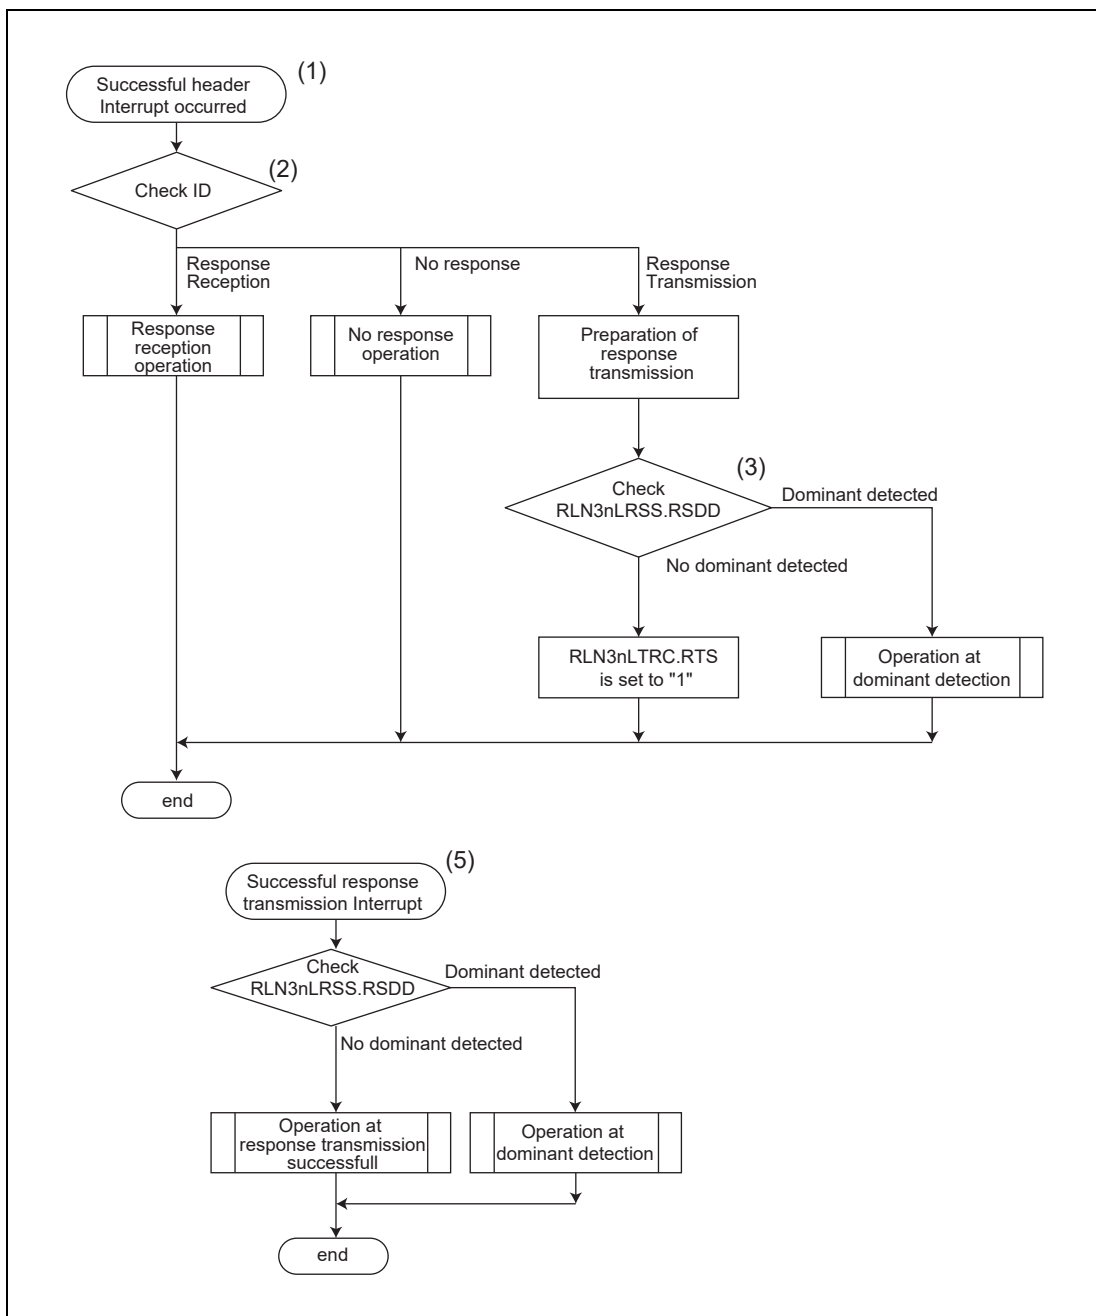 (1)
Successful header
Interrupt occurred
(2)
Check ID
Response
Reception
No response
Response
Transmission
Response
reception
operation
No response
operation
Preparation of
response
transmission
(3)
Check
RLN3nLRSS.RSDD
Dominant detected
No dominant detected
RLN3nLTRC.RTS
is set to "1"
Operation at
dominant detection
end
(5)
Successful response
transmission Interrupt
Check
RLN3nLRSS.RSDD
Dominant detected
No dominant detected
Operation at
response transmission
successfull
Operation at
dominant detection
end